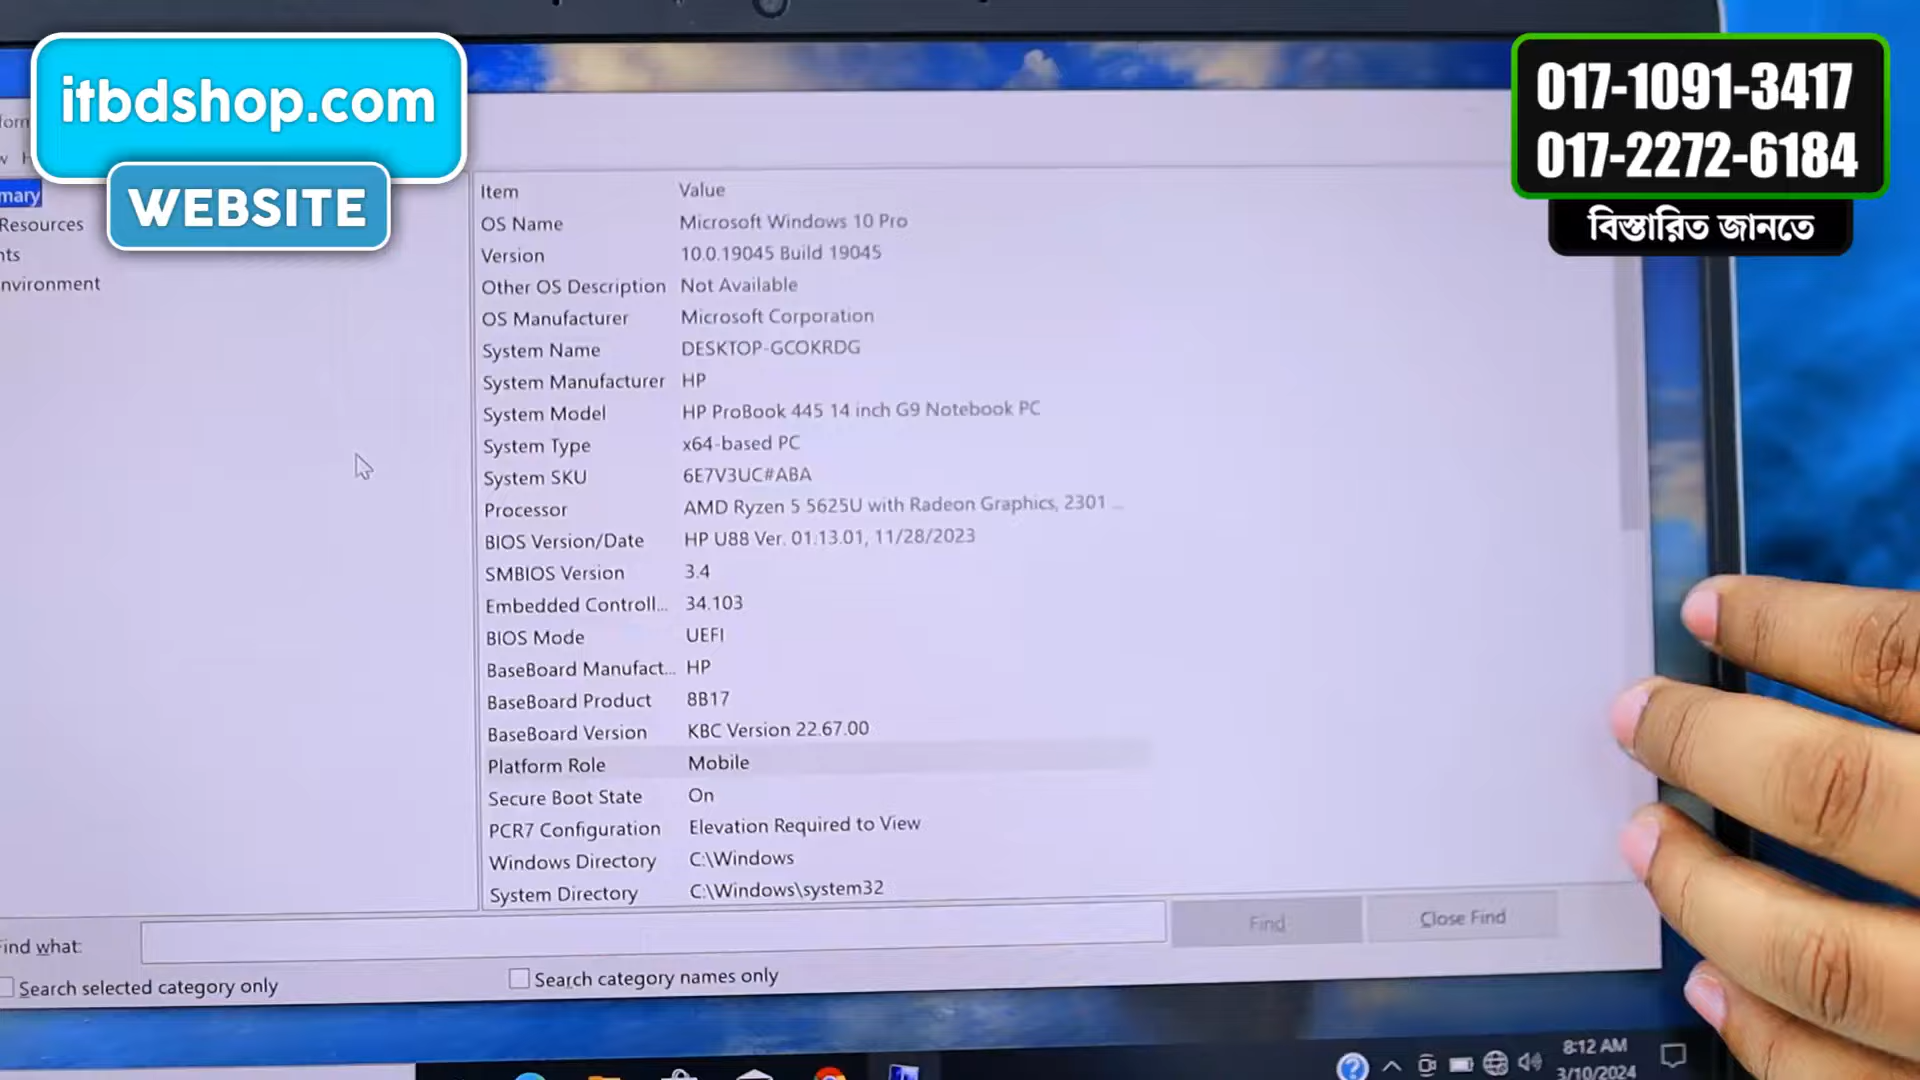 itbdshop.com
WEBSITE
017-1091-3417
017-2272-6184
বিস্তারিত জানতে
mary
Resources
nts
nvironment
Item Value
OS Name Microsoft Windows 10 Pro
Version 10.0.19045 Build 19045
Other OS Description Not Available
OS Manufacturer Microsoft Corporation
System Name DESKTOP-GCOKRDG
System Manufacturer HP
System Model HP ProBook 445 14 inch G9 Notebook PC
System Type x64-based PC
System SKU 6E7V3UC#ABA
Processor AMD Ryzen 5 5625U with Radeon Graphics, 2301 ...
BIOS Version/Date HP U88 Ver. 01.13.01, 11/28/2023
SMBIOS Version 3.4
Embedded Controll... 34.103
BIOS Mode UEFI
BaseBoard Manufact... HP
BaseBoard Product 8B17
BaseBoard Version KBC Version 22.67.00
Platform Role Mobile
Secure Boot State On
PCR7 Configuration Elevation Required to View
Windows Directory C:\Windows
System Directory C:\Windows\system32
Find what:
Find
Close Find
Search selected category only
Search category names only
8:12 AM
3/10/2024